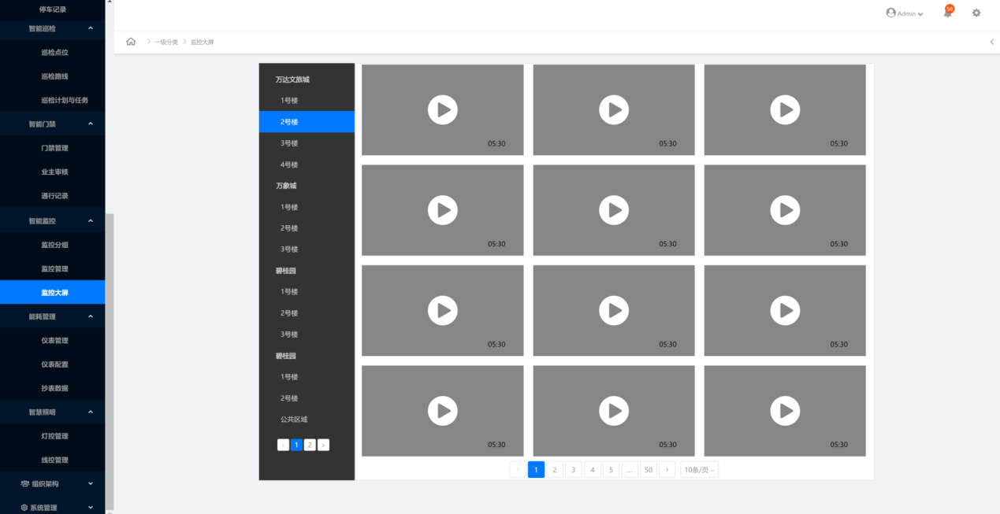 停车记录
智能巡检
巡检点位
巡检路线
巡检计划与任务
智能门禁
门禁管理
业主审核
通行记录
智能监控
监控分组
监控管理
监控大屏
能耗管理
仪表管理
仪表配置
抄表数据
智慧照明
灯控管理
线控管理
组织架构
系统管理
Admin
50
一级分类
监控大屏
万达文旅城
1号楼
2号楼
3号楼
4号楼
万象城
1号楼
2号楼
3号楼
碧桂园
1号楼
2号楼
3号楼
碧桂园
1号楼
2号楼
公共区域
‹ 1 2 ›
05:30 05:30 05:30
05:30 05:30 05:30
05:30 05:30 05:30
05:30 05:30 05:30
‹ 1 2 3 4 5 ... 50 › 10条/页